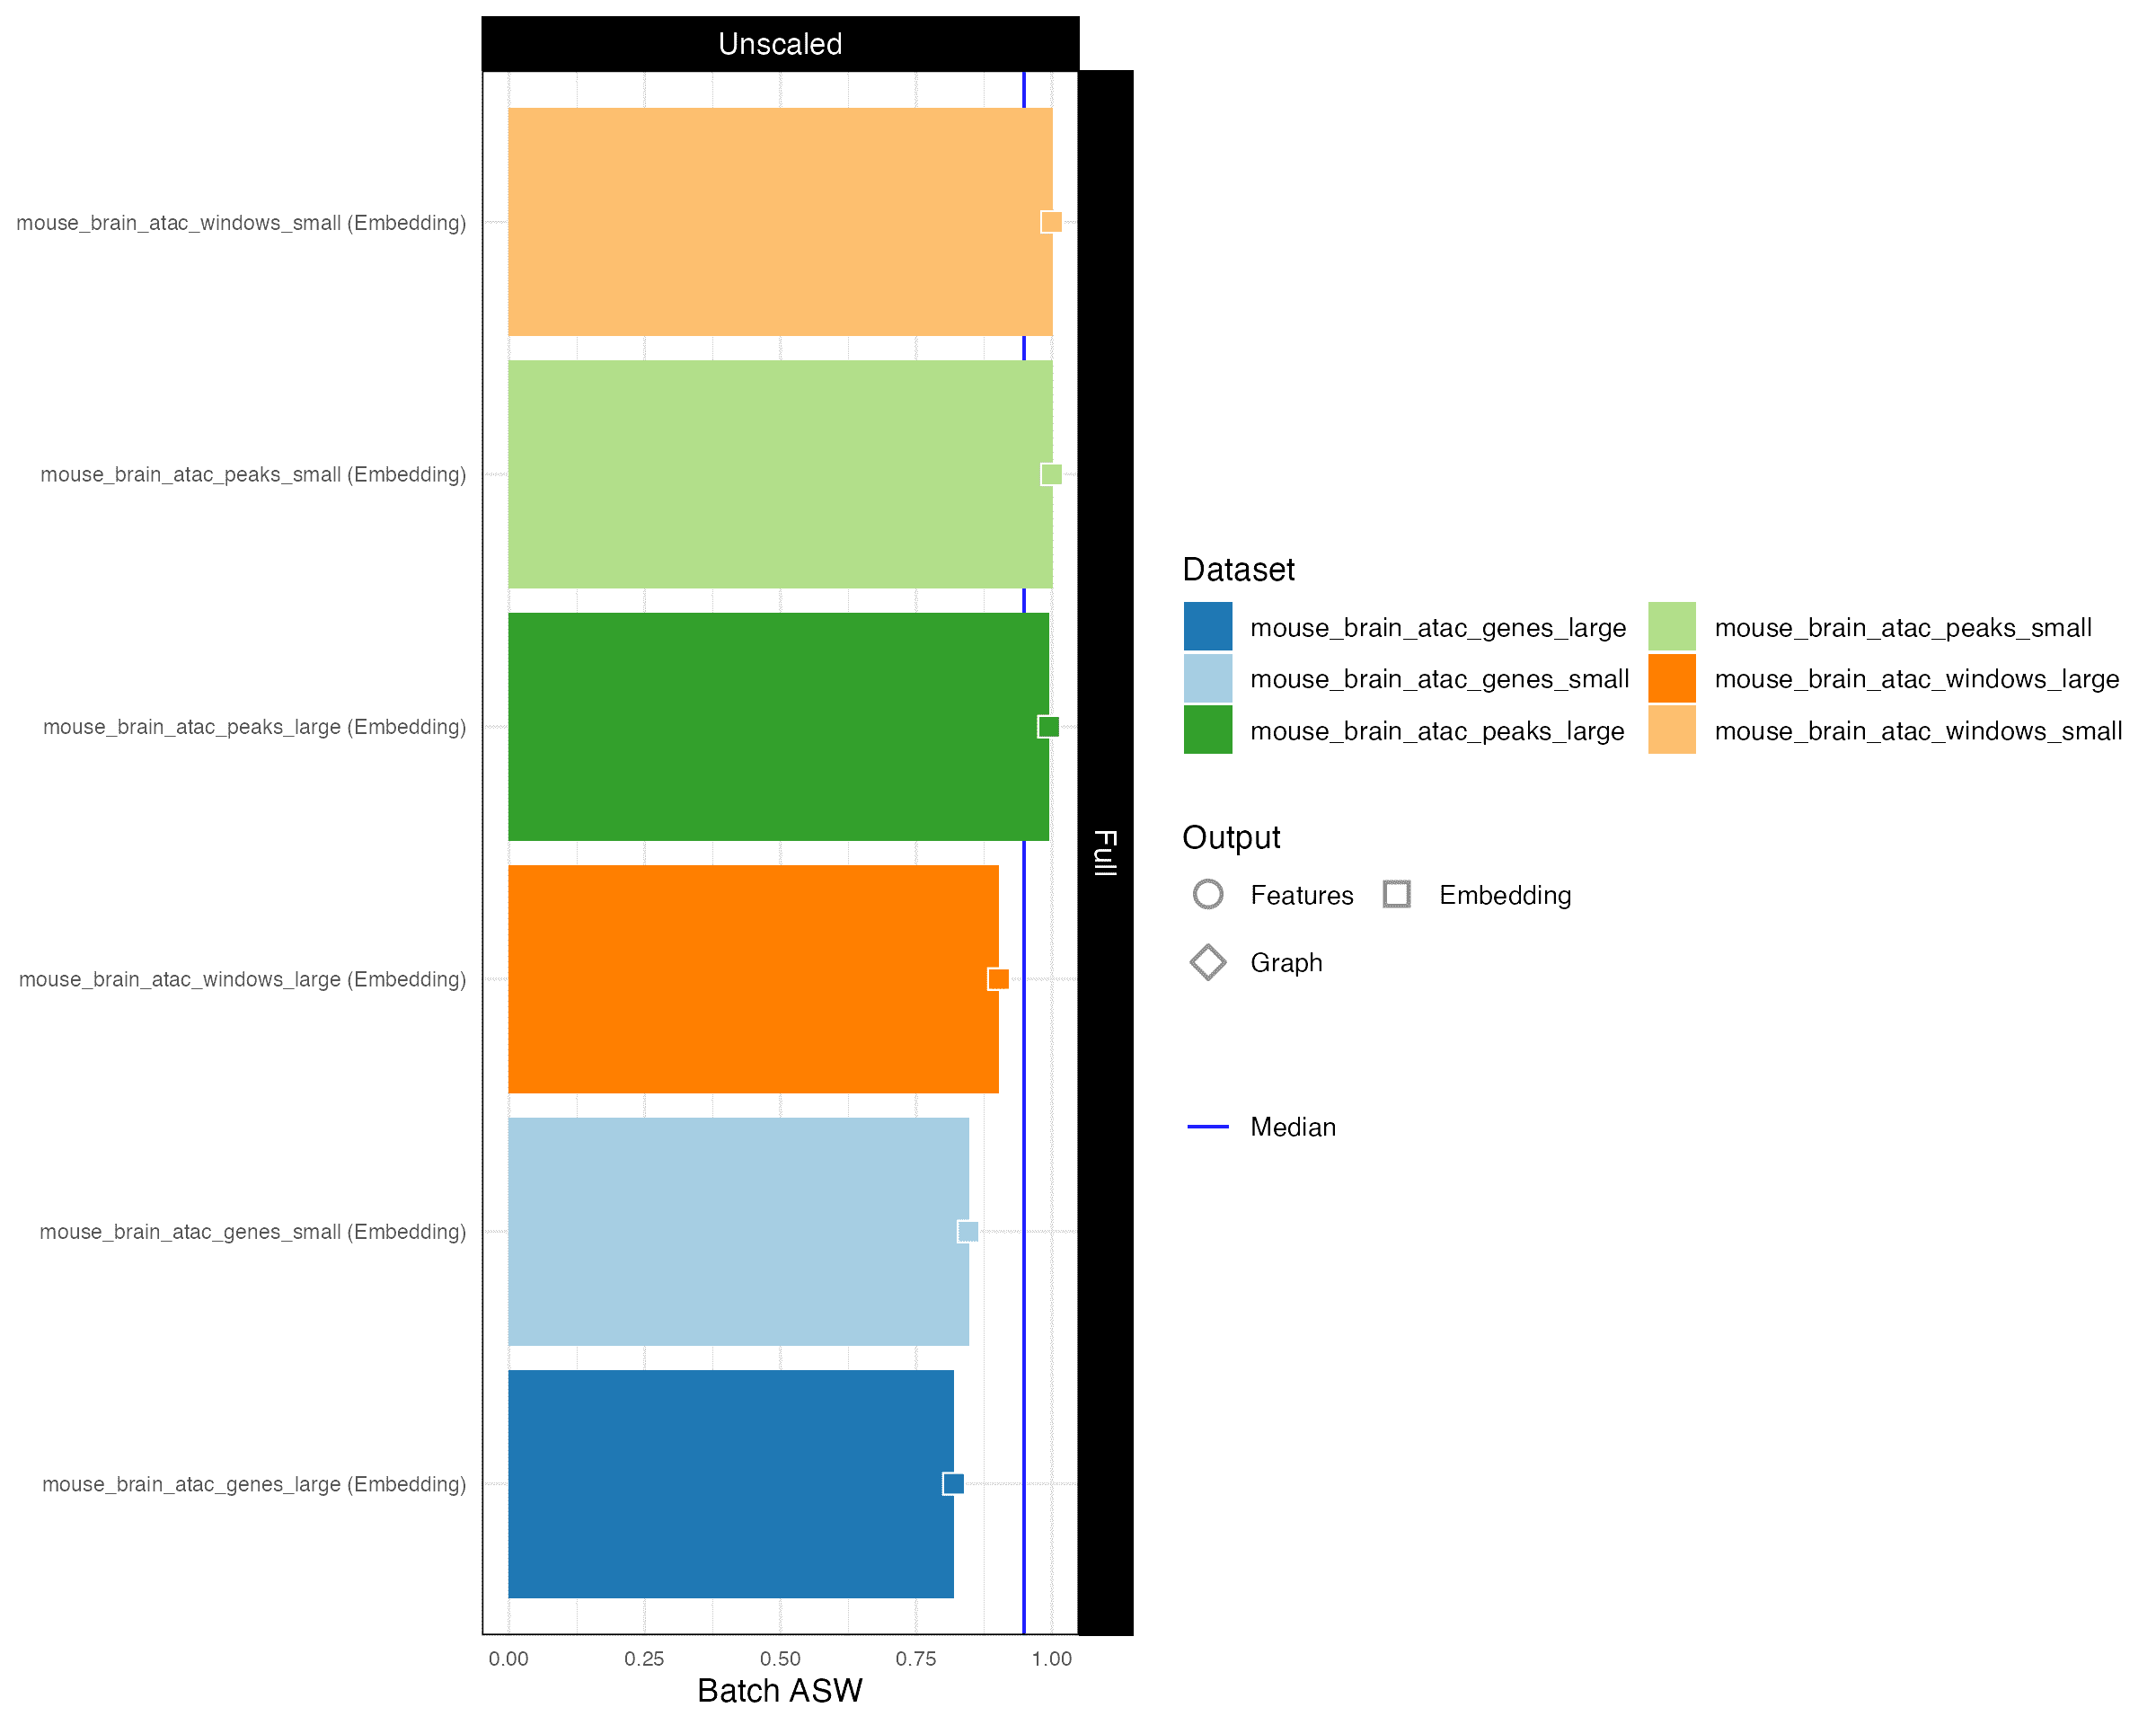 Unscaled
mouse_brain_atac_windows_small (Embedding)
mouse_brain_atac_peaks_small (Embedding)
mouse_brain_atac_peaks_large (Embedding)
mouse_brain_atac_windows_large (Embedding)
mouse_brain_atac_genes_small (Embedding)
mouse_brain_atac_genes_large (Embedding)
0.00 0.25 0.50 0.75 1.00
Batch ASW
Full
Dataset
mouse_brain_atac_genes_large mouse_brain_atac_peaks_small
mouse_brain_atac_genes_small mouse_brain_atac_windows_large
mouse_brain_atac_peaks_large mouse_brain_atac_windows_small
Output
Features Embedding
Graph
Median